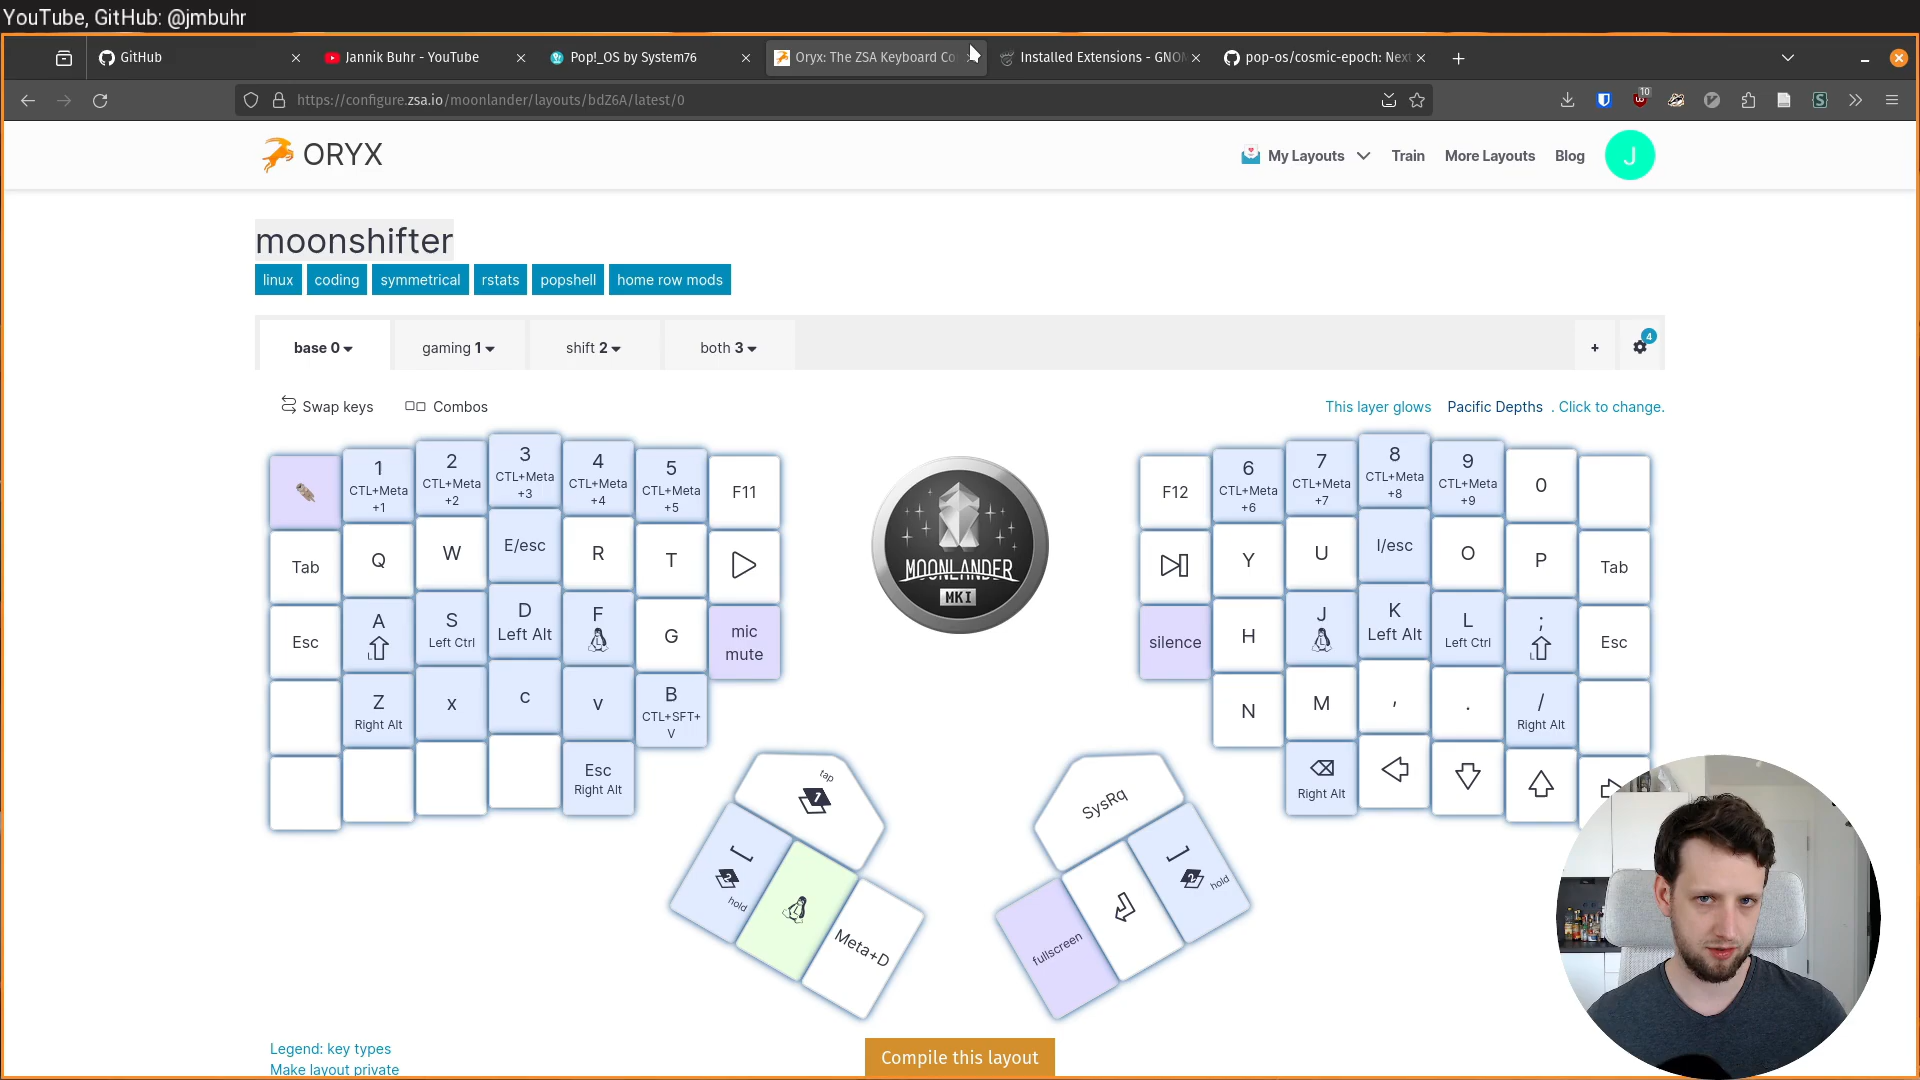 YouTube, GitHub: @jmbuhr
GitHub
Jannik Buhr - YouTube
Pop!_OS by System76
Oryx: The ZSA Keyboard Co
Installed Extensions - GNO
pop-os/cosmic-epoch: Next
https://configure.zsa.io/moonlander/layouts/bdZ6A/latest/0
10
S
ORYX
My Layouts
Train
More Layouts
Blog
J
moonshifter
linux
coding
symmetrical
rstats
popshell
home row mods
base 0
gaming 1
shift 2
both 3
+
4
Swap keys
Combos
This layer glows Pacific Depths . Click to change.
1
CTL+Meta
+1
2
CTL+Meta
+2
3
CTL+Meta
+3
4
CTL+Meta
+4
5
CTL+Meta
+5
F11
F12
6
CTL+Meta
+6
7
CTL+Meta
+7
8
CTL+Meta
+8
9
CTL+Meta
+9
0
Tab
Q
W
E/esc
R
T
MOONLANDER
MKI
Y
U
I/esc
O
P
Tab
Esc
A
L
S
Left Ctrl
D
Left Alt
F
L
G
mic
mute
silence
H
J
L
K
Left Alt
L
Left Ctrl
;
L
Esc
Z
Right Alt
x
c
v
B
CTL+SFT+
V
N
M
,
.
/
Right Alt
Esc
Right Alt
Right Alt
tap
1
[
2
hold
L
Meta+D
SysRq
]
2
hold
fullscreen
Legend: key types
Make layout private
Compile this layout